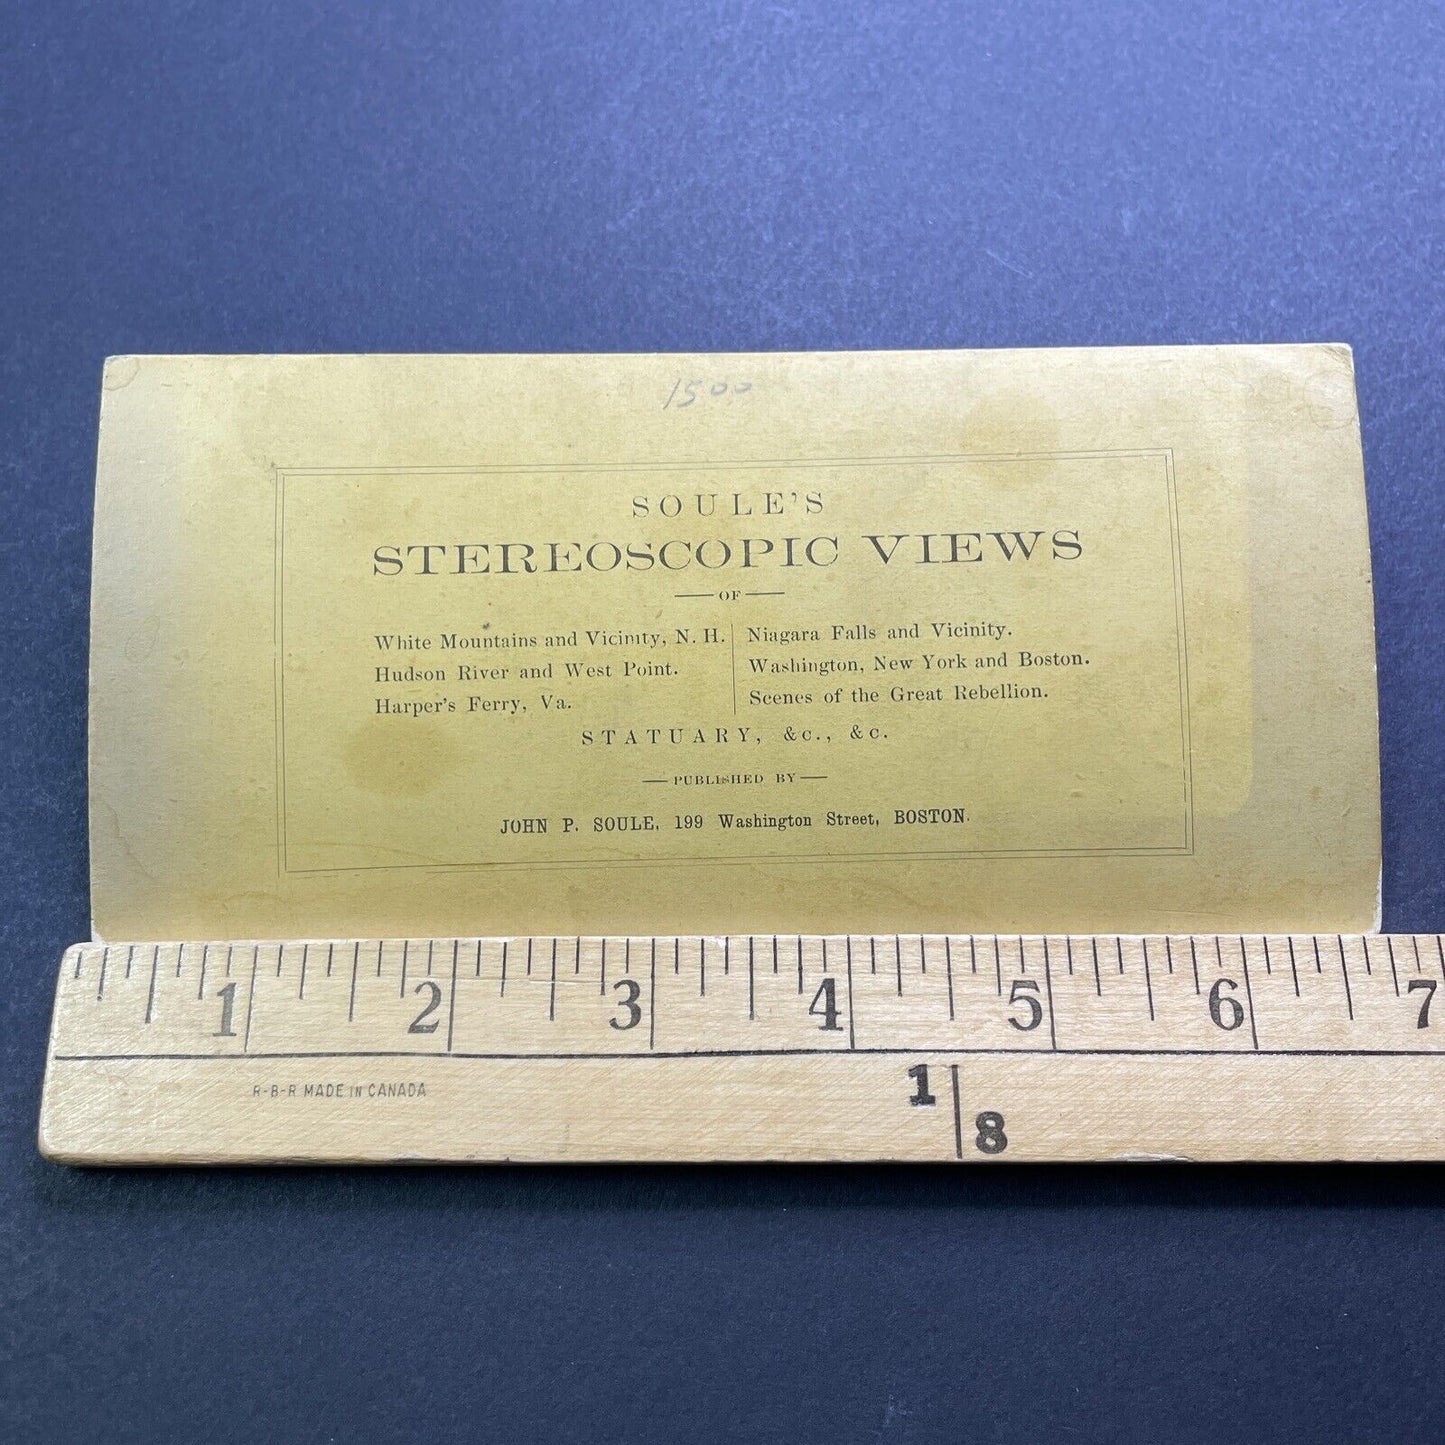 1500
SOULE'S
STEREOSCOPIC VIEWS
OF
White Mountains and Vicinity, N. H.
Hudson River and West Point.
Harper's Ferry, Va.
Niagara Falls and Vicinity.
Washington, New York and Boston.
Scenes of the Great Rebellion.
STATUARY, &c., &c.
PUBLISHED BY
JOHN P. SOULE, 199 Washington Street, BOSTON.
1 2 3 4 5 6 7
R-B-R MADE IN CANADA
1/8